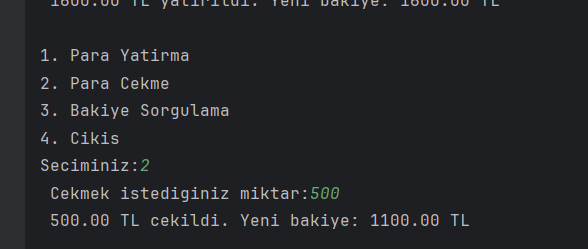 1600.00 TL yatirildi. Yeni bakiye: 1600.00 TL
1. Para Yatirma
2. Para Cekme
3. Bakiye Sorgulama
4. Cikis
Seciminiz:2
Cekmek istediginiz miktar:500
500.00 TL cekildi. Yeni bakiye: 1100.00 TL